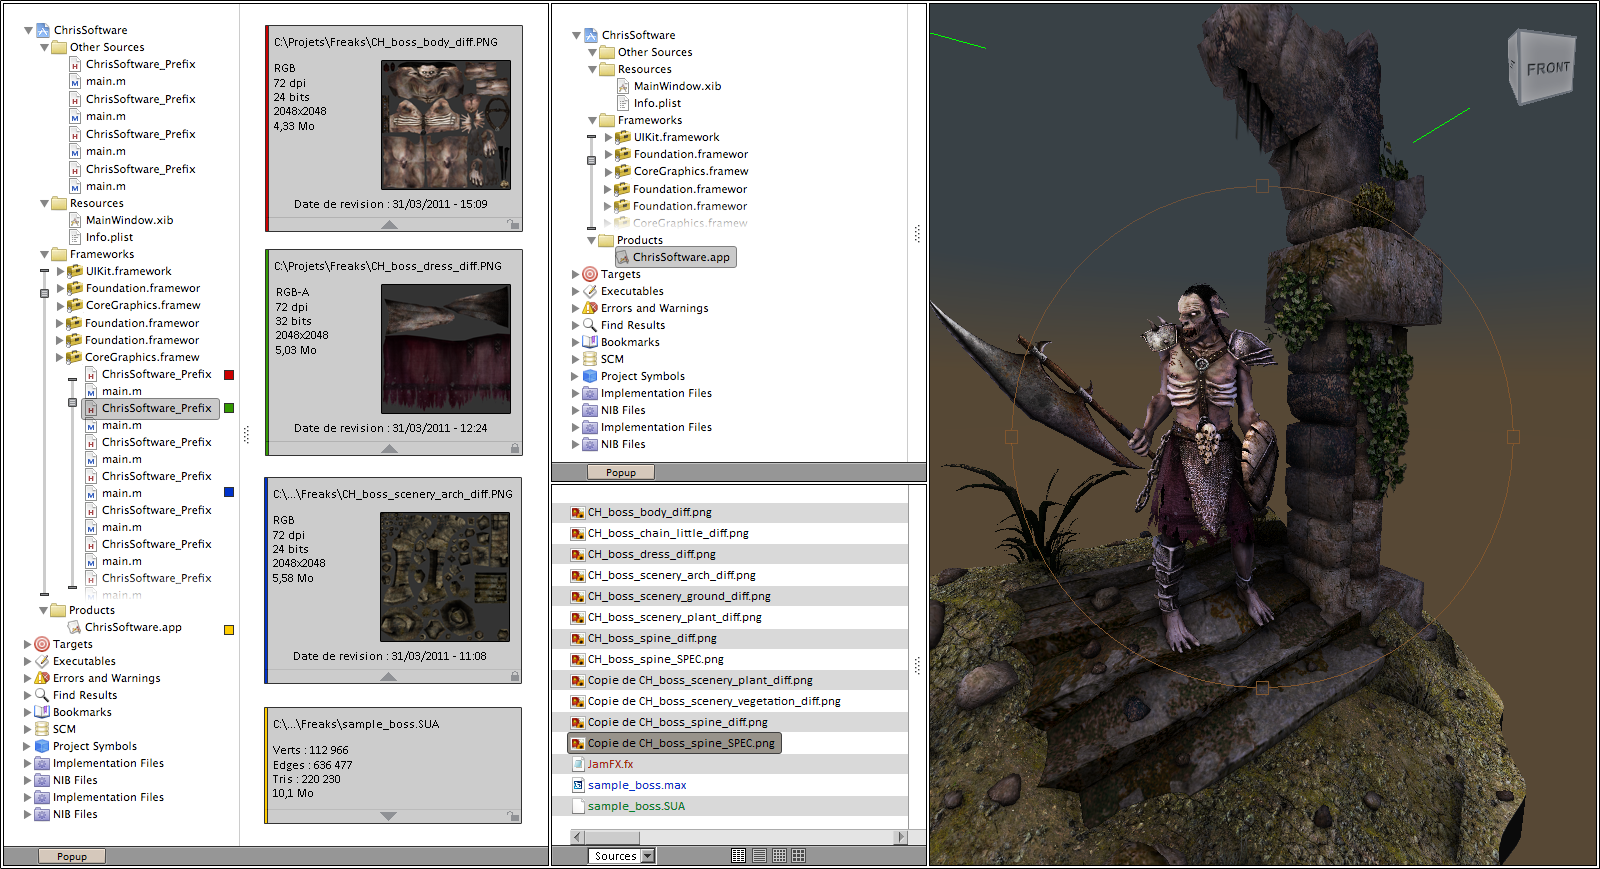 ChrisSoftware
Other Sources
ChrisSoftware_Prefix
main.m
ChrisSoftware_Prefix
main.m
ChrisSoftware_Prefix
main.m
ChrisSoftware_Prefix
main.m
Resources
MainWindow.xib
Info.plist
Frameworks
UIKit.framework
Foundation.framewor
CoreGraphics.framew
Foundation.framewor
Foundation.framewor
CoreGraphics.framew
ChrisSoftware_Prefix
main.m
ChrisSoftware_Prefix
main.m
ChrisSoftware_Prefix
main.m
ChrisSoftware_Prefix
main.m
ChrisSoftware_Prefix
main.m
ChrisSoftware_Prefix
main.m
ChrisSoftware_Prefix
main.m
Products
ChrisSoftware.app
Targets
Executables
Errors and Warnings
Find Results
Bookmarks
SCM
Project Symbols
Implementation Files
NIB Files
Implementation Files
NIB Files
Popup
C:\Projets\Freaks\CH_boss_body_diff.PNG
RGB
72 dpi
24 bits
2048x2048
4,33 Mo
Date de revision : 31/03/2011 - 15:09
C:\Projets\Freaks\CH_boss_dress_diff.PNG
RGB-A
72 dpi
32 bits
2048x2048
5,03 Mo
Date de revision : 31/03/2011 - 12:24
C:\...\Freaks\CH_boss_scenery_arch_diff.PNG
RGB
72 dpi
24 bits
2048x2048
5,58 Mo
Date de revision : 31/03/2011 - 11:08
C:\...\Freaks\sample_boss.SUA
Verts : 112 966
Edges : 636 477
Tris : 220 230
10,1 Mo
ChrisSoftware
Other Sources
Resources
MainWindow.xib
Info.plist
Frameworks
UIKit.framework
Foundation.framewor
CoreGraphics.framew
Foundation.framewor
Foundation.framewor
CoreGraphics.framew
Products
ChrisSoftware.app
Targets
Executables
Errors and Warnings
Find Results
Bookmarks
SCM
Project Symbols
Implementation Files
NIB Files
Implementation Files
NIB Files
Popup
CH_boss_body_diff.png
CH_boss_chain_little_diff.png
CH_boss_dress_diff.png
CH_boss_scenery_arch_diff.png
CH_boss_scenery_ground_diff.png
CH_boss_scenery_plant_diff.png
CH_boss_spine_diff.png
CH_boss_spine_SPEC.png
Copie de CH_boss_scenery_plant_diff.png
Copie de CH_boss_scenery_vegetation_diff.png
Copie de CH_boss_spine_diff.png
Copie de CH_boss_spine_SPEC.png
JamFX.fx
sample_boss.max
sample_boss.SUA
Sources
FRONT